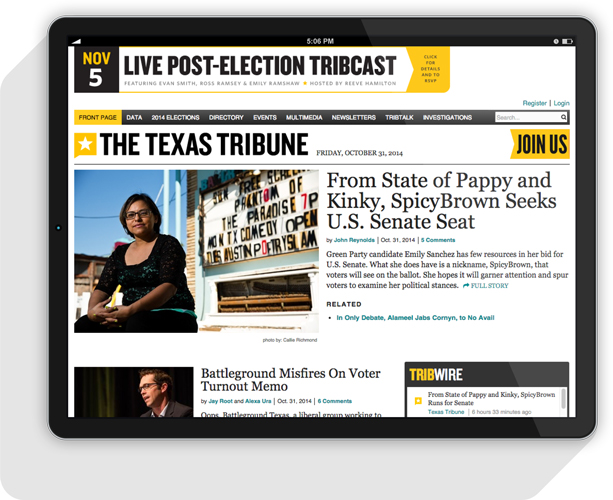 5:06 PM
NOV
5
LIVE POST-ELECTION TRIBCAST
FEATURING EVAN SMITH, ROSS RAMSEY & EMILY RAMSHAW ★ HOSTED BY REEVE HAMILTON
CLICK
FOR
DETAILS
AND TO
RSVP
Register | Login
FRONT PAGE DATA 2014 ELECTIONS DIRECTORY EVENTS MULTIMEDIA NEWSLETTERS TRIBTALK INVESTIGATIONS Search...
THE TEXAS TRIBUNE FRIDAY, OCTOBER 31, 2014 JOIN US
FREE SCREEN
PHANTOM OF
THE PARADISE 7P
MONTX COMEDY OPEN
DES AUSTIN POETRY SLAM
photo by: Callie Richmond
From State of Pappy and
Kinky, SpicyBrown Seeks
U.S. Senate Seat
by John Reynolds | Oct. 31, 2014 | 5 Comments
Green Party candidate Emily Sanchez has few resources in her bid for
U.S. Senate. What she does have is a nickname, SpicyBrown, that
voters will see on the ballot. She hopes it will garner attention and spur
voters to examine her political stances. FULL STORY
RELATED
• In Only Debate, Alameel Jabs Cornyn, to No Avail
Battleground Misfires On Voter
Turnout Memo
by Jay Root and Alexa Ura | Oct. 31, 2014 | 6 Comments
Oops. Battleground Texas, a liberal group working to
TRIBWIRE
From State of Pappy and Kinky, SpicyBrown
Runs for Senate
Texas Tribune | 6 hours 33 minutes ago